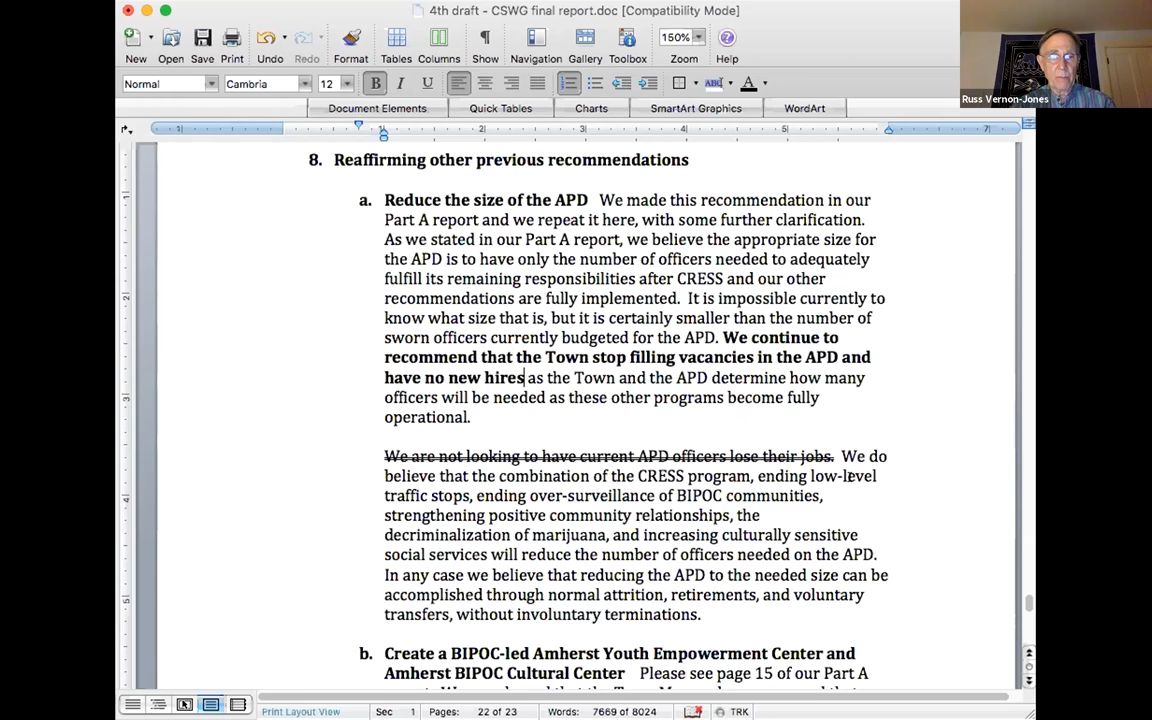 4th draft - CSWG final report.doc [Compatibility Mode]
New Open Save Print Undo Redo Format Tables Columns Show Navigation Gallery Toolbox 150% Zoom Help
Normal Cambria 12 B I U ABC A
Document Elements Quick Tables Charts SmartArt Graphics WordArt
Russ Vernon-Jones
1 1 2 3 4 5 7
8. Reaffirming other previous recommendations
a. Reduce the size of the APD We made this recommendation in our
Part A report and we repeat it here, with some further clarification.
As we stated in our Part A report, we believe the appropriate size for
the APD is to have only the number of officers needed to adequately
fulfill its remaining responsibilities after CRESS and our other
recommendations are fully implemented. It is impossible currently to
know what size that is, but it is certainly smaller than the number of
sworn officers currently budgeted for the APD. We continue to
recommend that the Town stop filling vacancies in the APD and
have no new hires as the Town and the APD determine how many
officers will be needed as these other programs become fully
operational.
We are not looking to have current APD officers lose their jobs. We do
believe that the combination of the CRESS program, ending low-level
traffic stops, ending over-surveillance of BIPOC communities,
strengthening positive community relationships, the
decriminalization of marijuana, and increasing culturally sensitive
social services will reduce the number of officers needed on the APD.
In any case we believe that reducing the APD to the needed size can be
accomplished through normal attrition, retirements, and voluntary
transfers, without involuntary terminations.
b. Create a BIPOC-led Amherst Youth Empowerment Center and
Amherst BIPOC Cultural Center Please see page 15 of our Part A
Print Layout View Sec 1 Pages: 22 of 23 Words: 7669 of 8024 TRK